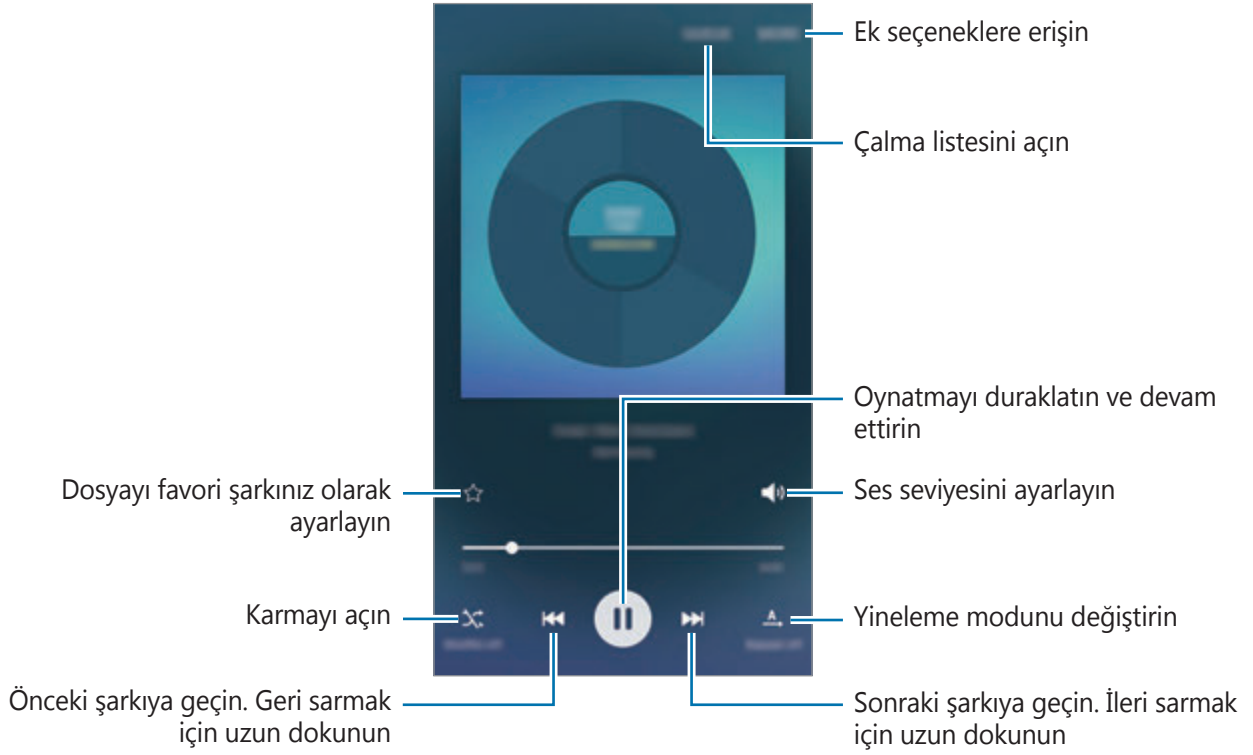 Ek seçeneklere erişin
Çalma listesini açın
Oynatmayı duraklatın ve devam
ettirin
Dosyayı favori şarkınız olarak
ayarlayın
Ses seviyesini ayarlayın
Karmayı açın
Yineleme modunu değiştirin
Önceki şarkıya geçin. Geri sarmak
için uzun dokunun
Sonraki şarkıya geçin. İleri sarmak
için uzun dokunun